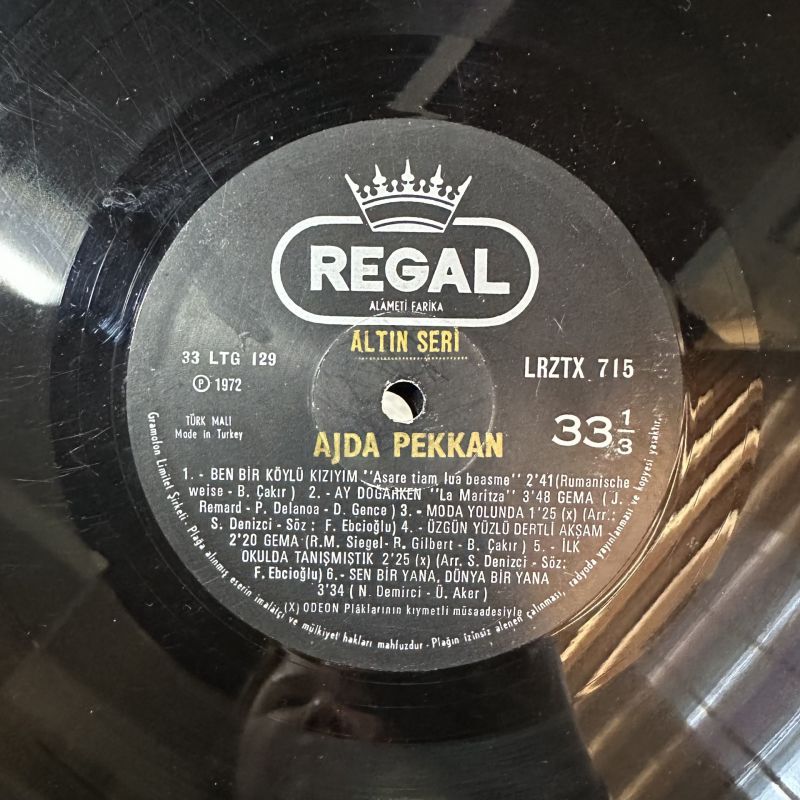 REGAL
ALÂMETİ FARİKA
ALTIN SERİ
33 LTG 129
LRZTX 715
Ⓟ 1972
33 1/3
TÜRK MALI
Made in Turkey
AJDA PEKKAN
1. - BEN BİR KÖYLÜ KIZIYIM "Asare tiam lua beasme" 2'41 (Rumanische
weise - B. Çakır ) 2. - AY DOĞARKEN "La Maritza" 3'48 GEMA ( J.
Remard - P. Delanoa - D. Gence ) 3. - MODA YOLUNDA 1'25 (x) (Arr.:
S. Denizci - Söz : F. Ebcioğlu) 4. - ÜZGÜN YÜZLÜ DERTLİ AKŞAM
2'20 GEMA (R.M. Siegel - R. Gilbert - B. Çakır ) 5. - İLK
OKULDA TANIŞMIŞTIK 2'25 (x) (Arr. S. Denizci - Söz:
F. Ebcioğlu) 6. - SEN BİR YANA, DÜNYA BİR YANA
3'34 ( N. Demirci - Ü. Aker )
(X) ODEON Plâklarının kıymetli müsaadesiyle
Gramofon Limited Şirketi. - Plağa alınmış eserin imalâtçı ve mülkiyet hakları mahfuzdur - Plağın izinsiz alenen çalınması, radyoda yayınlanması ve kopyesi yasaktır.